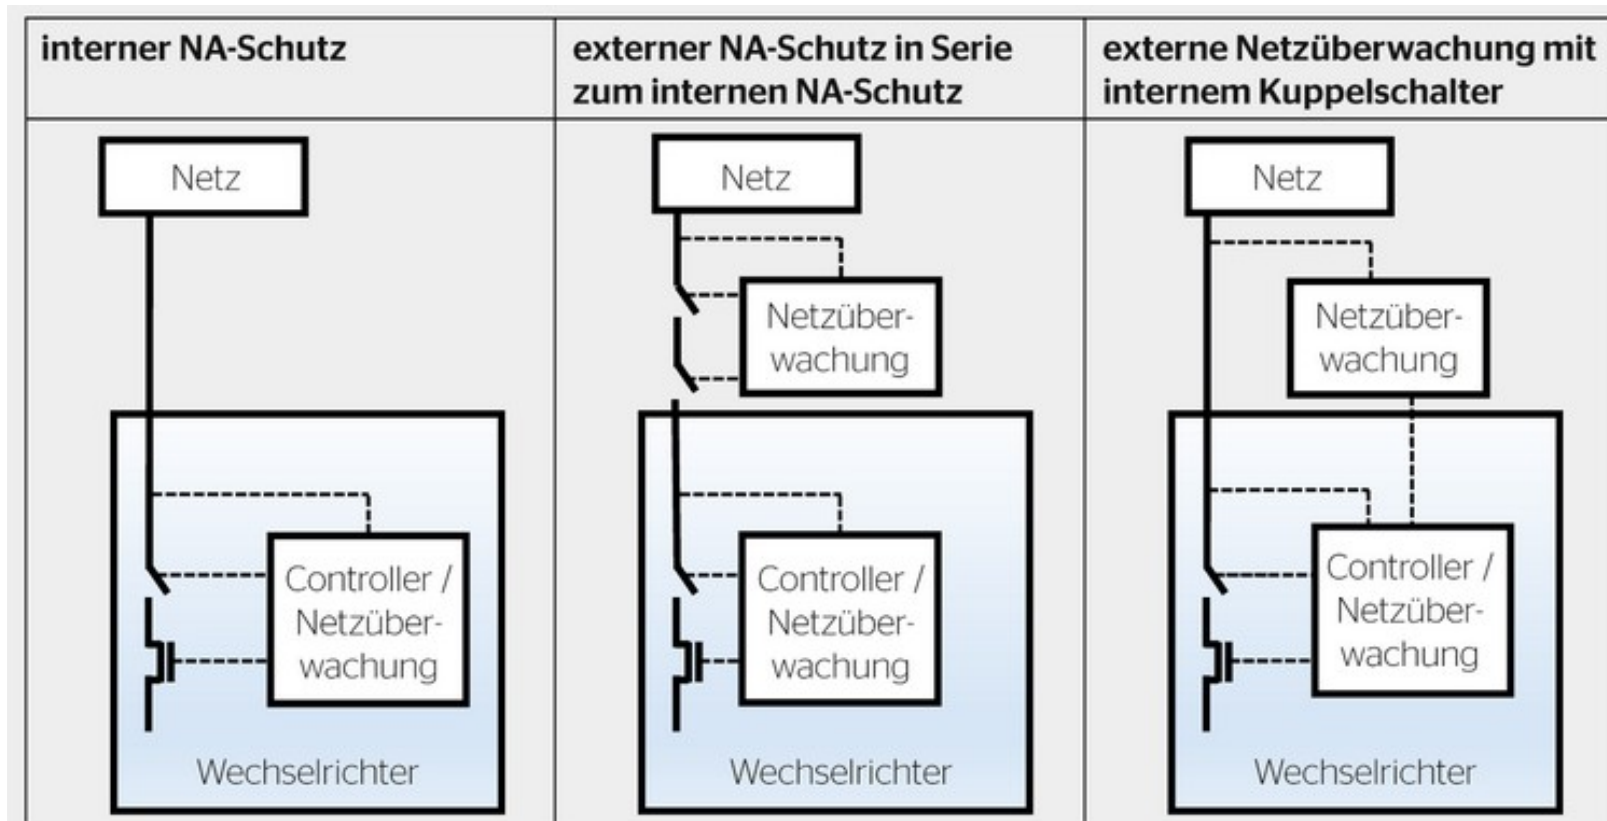 interner NA-Schutz
externer NA-Schutz in Serie
zum internen NA-Schutz
externe Netzüberwachung mit
internem Kuppelschalter
Netz
Controller /
Netzüber-
wachung
Wechselrichter
Netz
Netzüber-
wachung
Controller /
Netzüber-
wachung
Wechselrichter
Netz
Netzüber-
wachung
Controller /
Netzüber-
wachung
Wechselrichter